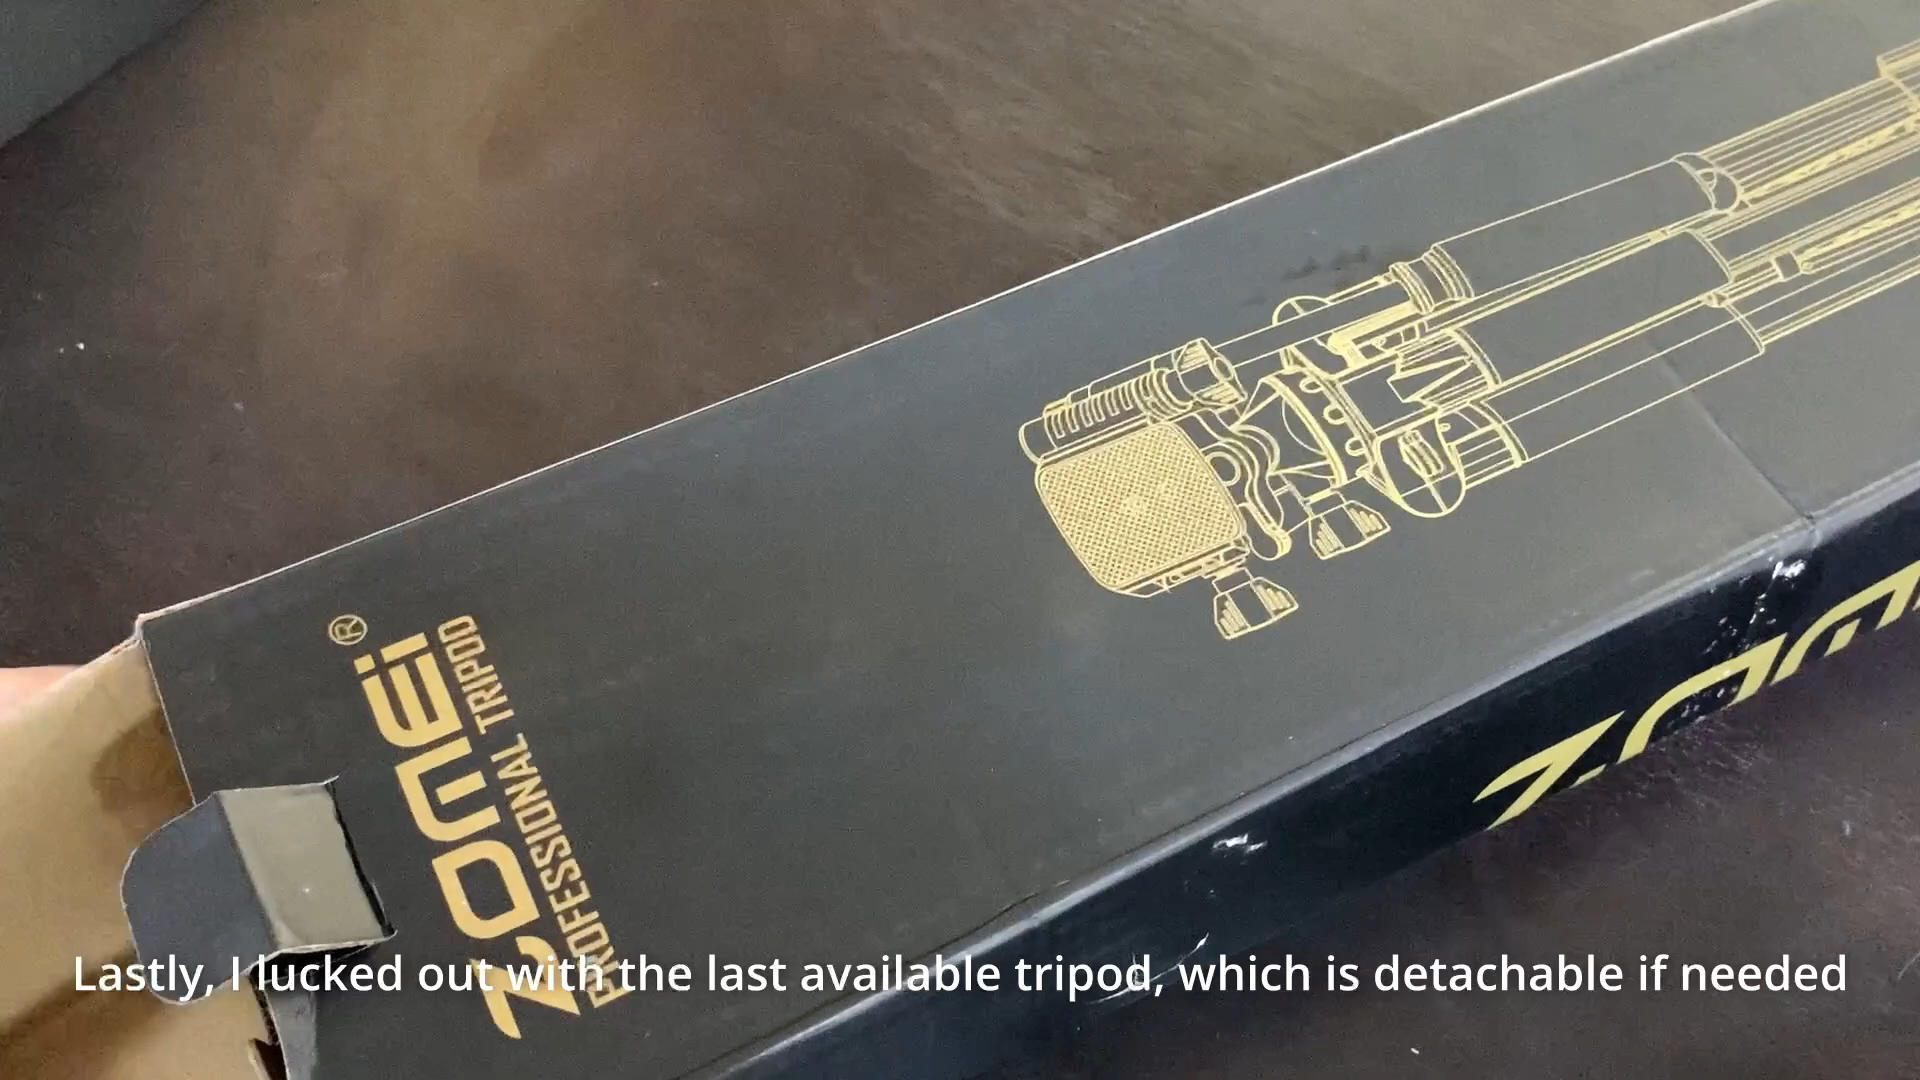 ZOMEI®
PROFESSIONAL TRIPOD
Lastly, I lucked out with the last available tripod, which is detachable if needed